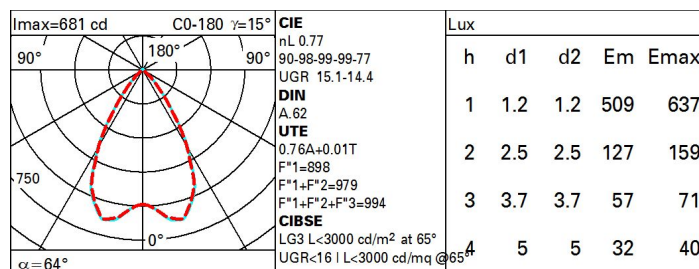 Imax=681 cd C0-180 γ=15°
90° 180° 90°
750
0°
α=64°
CIE
nL 0.77
90-98-99-99-77
UGR 15.1-14.4
DIN
A.62
UTE
0.76A+0.01T
F"1=898
F"1+F"2=979
F"1+F"2+F"3=994
CIBSE
LG3 L<3000 cd/m² at 65°
UGR<16 | L<3000 cd/mq @65°
Lux
h d1 d2 Em Emax
1 1.2 1.2 509 637
2 2.5 2.5 127 159
3 3.7 3.7 57 71
4 5 5 32 40